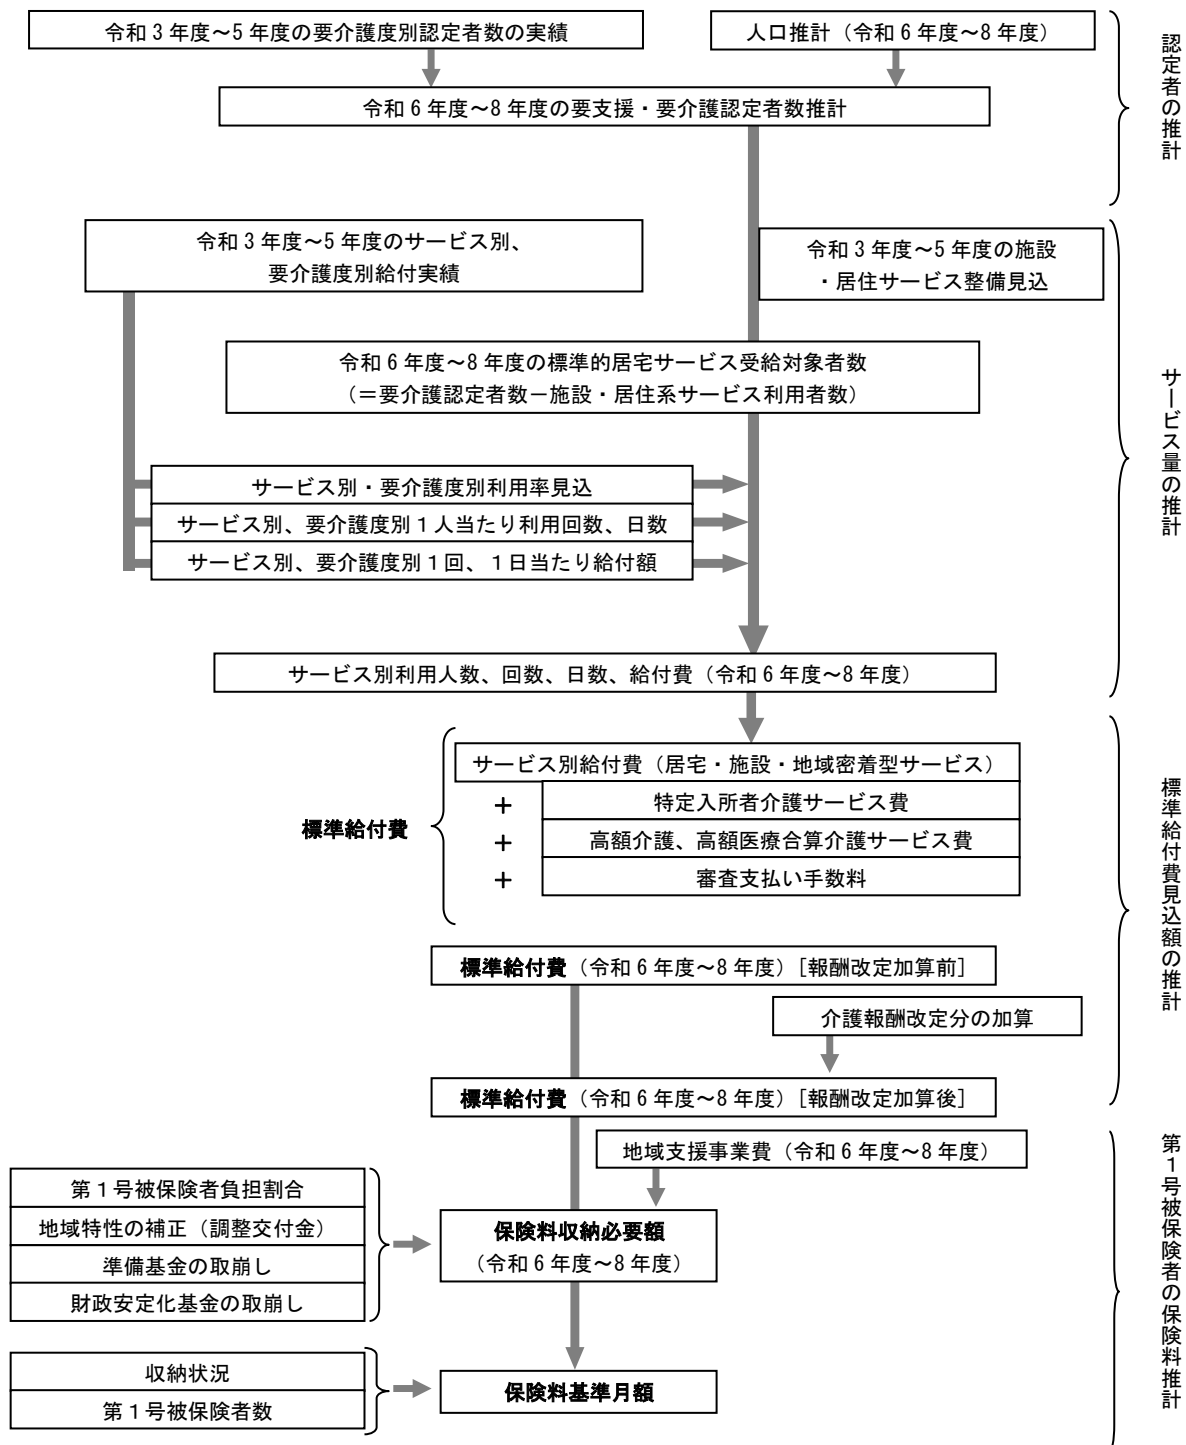 令和３年度～５年度の要介護度別認定者数の実績
人口推計（令和６年度～８年度）
令和６年度～８年度の要支援・要介護認定者数推計
認定者の推計
令和３年度～５年度のサービス別、
要介護度別給付実績
令和３年度～５年度の施設
・居住サービス整備見込
令和６年度～８年度の標準的居宅サービス受給対象者数
（＝要介護認定者数－施設・居住系サービス利用者数）
サービス別・要介護度別利用率見込
サービス別、要介護度別１人当たり利用回数、日数
サービス別、要介護度別１回、１日当たり給付額
サービス別利用人数、回数、日数、給付費（令和６年度～８年度）
サービス量の推計
標準給付費
サービス別給付費（居宅・施設・地域密着型サービス）
＋ 特定入所者介護サービス費
＋ 高額介護、高額医療合算介護サービス費
＋ 審査支払い手数料
標準給付費（令和６年度～８年度）［報酬改定加算前］
介護報酬改定分の加算
標準給付費（令和６年度～８年度）［報酬改定加算後］
標準給付費見込額の推計
地域支援事業費（令和６年度～８年度）
第１号被保険者負担割合
地域特性の補正（調整交付金）
準備基金の取崩し
財政安定化基金の取崩し
保険料収納必要額
（令和６年度～８年度）
収納状況
第１号被保険者数
保険料基準月額
第１号被保険者の保険料推計